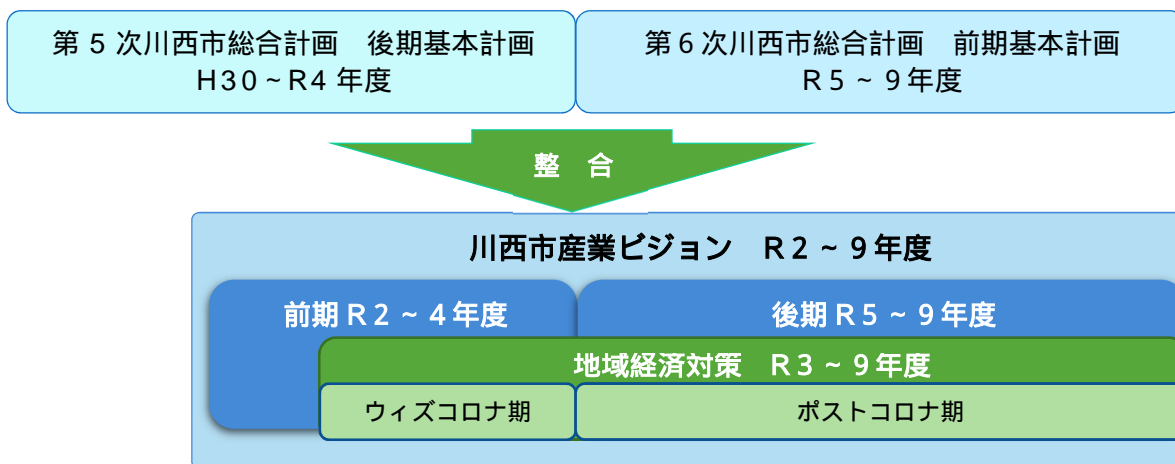 第５次川西市総合計画　後期基本計画
H30～R4 年度
第６次川西市総合計画　前期基本計画
R５～９年度
整　合
川西市産業ビジョン　R２～９年度
前期R２～４年度
後期R５～９年度
地域経済対策　R３～９年度
ウィズコロナ期
ポストコロナ期